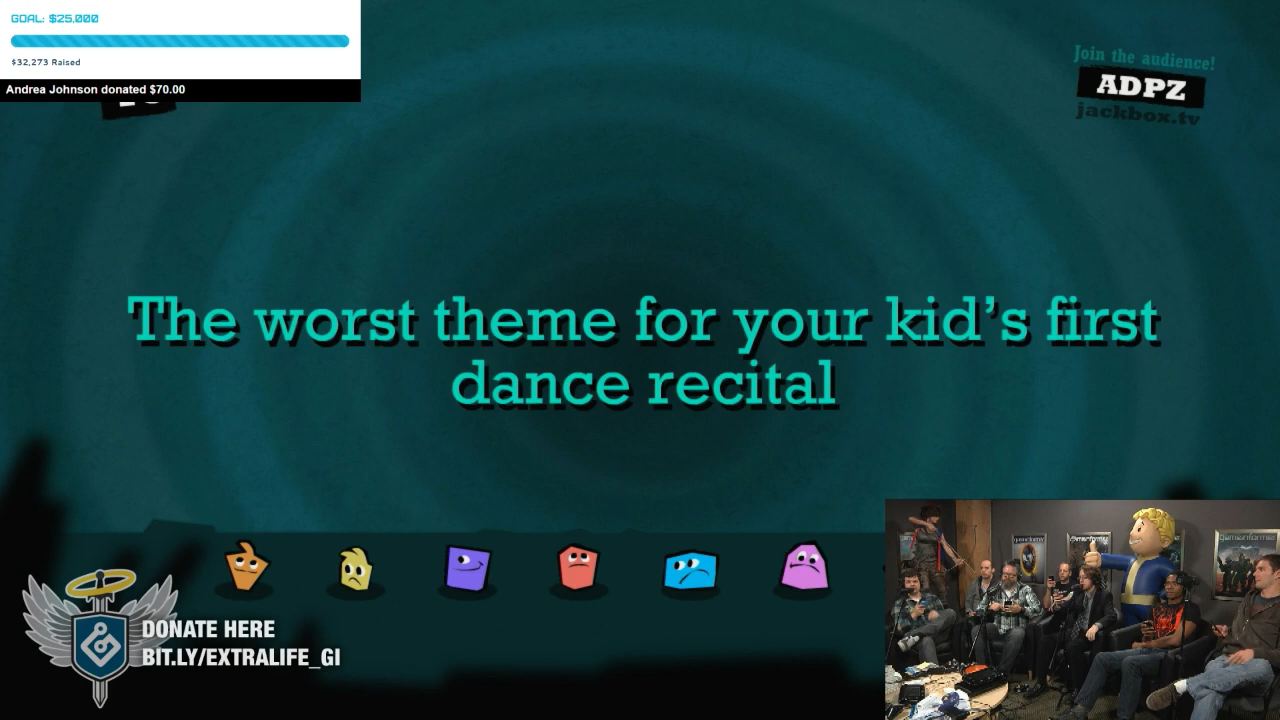 GOAL: $25,000
$32,273 Raised
Andrea Johnson donated $70.00
Join the audience!
ADPZ
jackbox.tv
The worst theme for your kid’s first
dance recital
DONATE HERE
BIT.LY/EXTRALIFE_GI
gameinformer